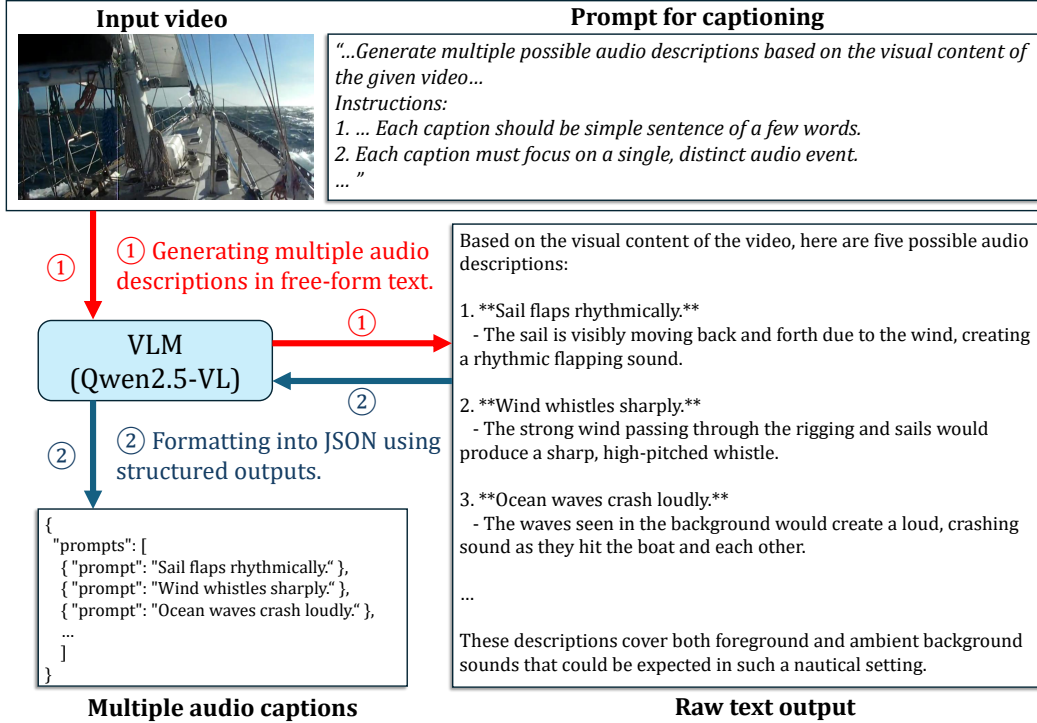 Input video
Prompt for captioning
“…Generate multiple possible audio descriptions based on the visual content of
the given video…
Instructions:
1. … Each caption should be simple sentence of a few words.
2. Each caption must focus on a single, distinct audio event.
… ”
①
① Generating multiple audio
descriptions in free-form text.
①
VLM
(Qwen2.5-VL)
②
②
② Formatting into JSON using
structured outputs.
{
"prompts": [
{ "prompt": "Sail flaps rhythmically.“ },
{ "prompt": "Wind whistles sharply.“ },
{ "prompt": "Ocean waves crash loudly.“ },
…
]
}
Multiple audio captions
Based on the visual content of the video, here are five possible audio
descriptions:
1. **Sail flaps rhythmically.**
- The sail is visibly moving back and forth due to the wind, creating
a rhythmic flapping sound.
2. **Wind whistles sharply.**
- The strong wind passing through the rigging and sails would
produce a sharp, high-pitched whistle.
3. **Ocean waves crash loudly.**
- The waves seen in the background would create a loud, crashing
sound as they hit the boat and each other.
…
These descriptions cover both foreground and ambient background
sounds that could be expected in such a nautical setting.
Raw text output